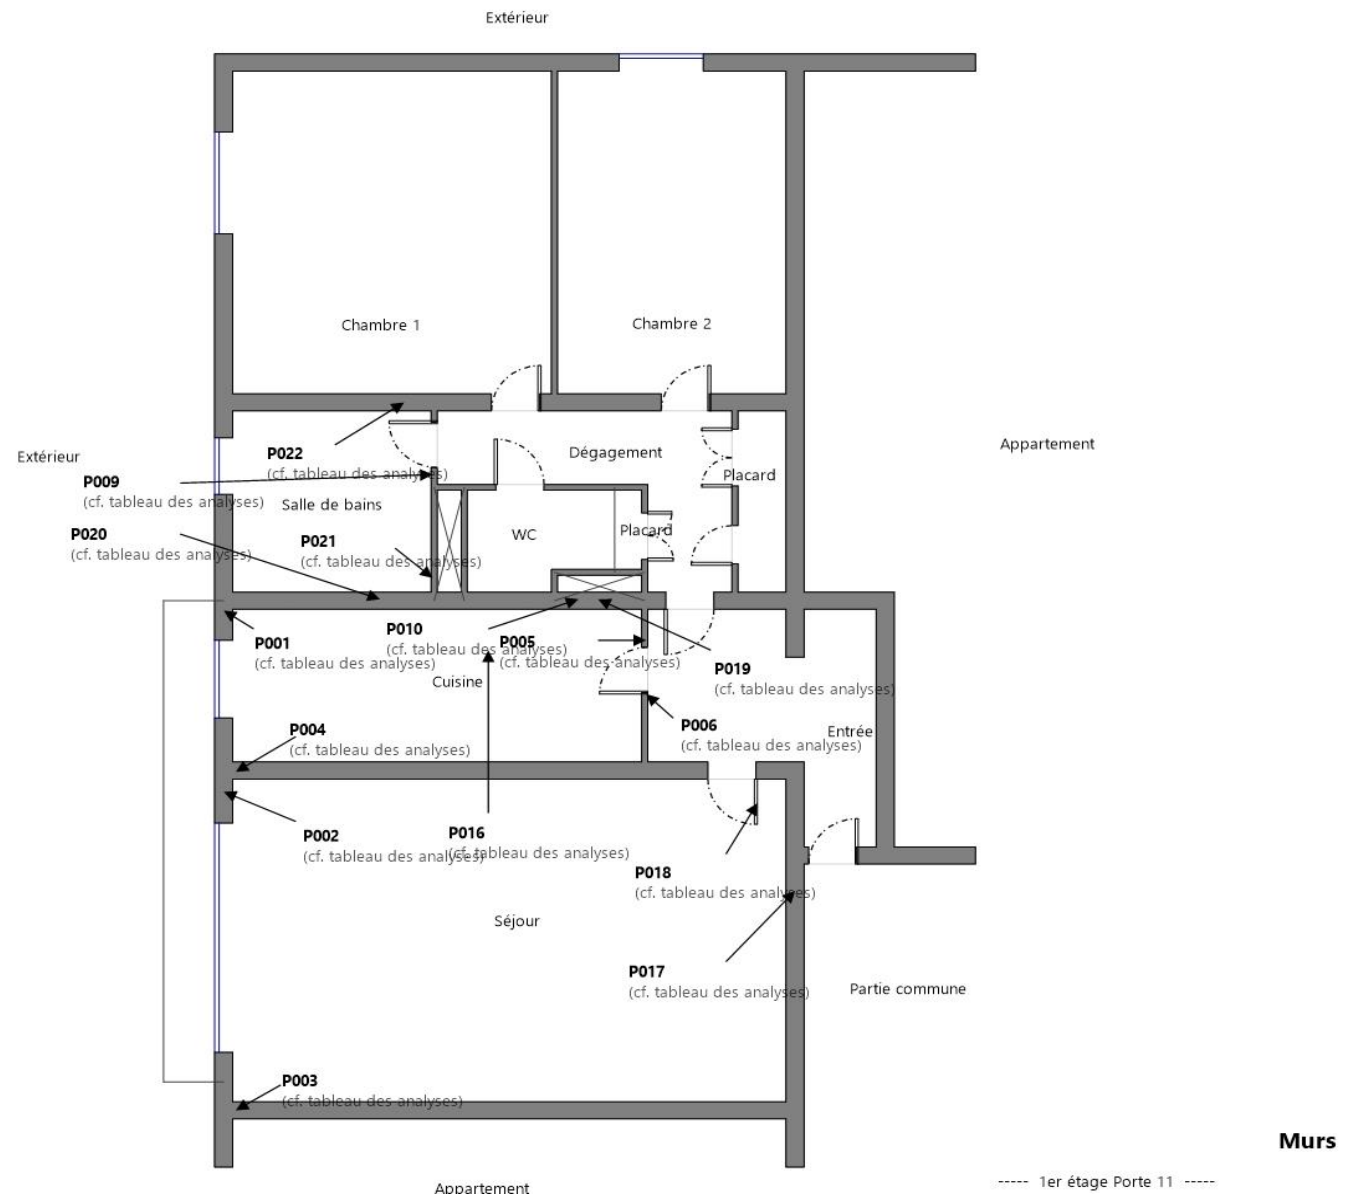 Extérieur
Chambre 1
Chambre 2
Appartement
Extérieur
P022
(cf. tableau des analyses)
Dégagement
Placard
P009
(cf. tableau des analyses)
Salle de bains
P020
(cf. tableau des analyses)
P021
(cf. tableau des analyses)
WC
Placard
P001
(cf. tableau des analyses)
P010
(cf. tableau des analyses)
P005
(cf. tableau des analyses)
P019
(cf. tableau des analyses)
Cuisine
P004
(cf. tableau des analyses)
P006
(cf. tableau des analyses)
Entrée
P002
(cf. tableau des analyses)
P016
(cf. tableau des analyses)
P018
(cf. tableau des analyses)
Séjour
P017
(cf. tableau des analyses)
Partie commune
P003
(cf. tableau des analyses)
Murs
----- 1er étage Porte 11 -----
Appartement